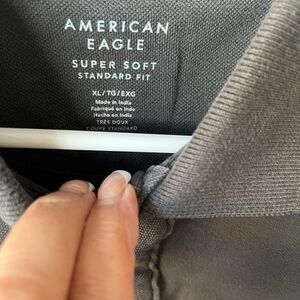 AMERICAN
EAGLE
SUPER SOFT
STANDARD FIT
XL/TG/EXG
Made in India
Fabriqué en Inde
Hecho en India
TRÈS DOUX
COUPE STANDARD